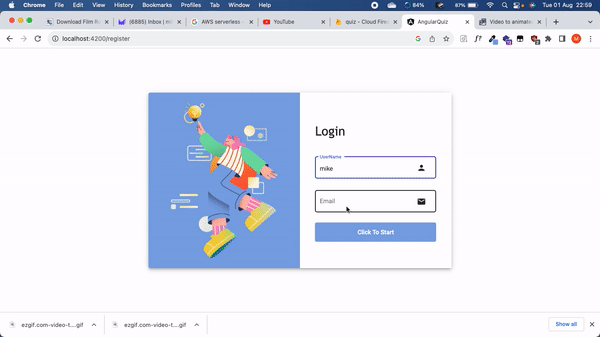 Chrome File Edit View History Bookmarks Profiles Tab Window Help 84% 87% Tue 01 Aug 22:59
Download Film R
(6885) Inbox | mi
AWS serverless -
YouTube
quiz – Cloud Fire
AngularQuiz
Video to animate
localhost:4200/register
Login
UserName
mike
Email
Click To Start
ezgif.com-video-t....gif
ezgif.com-video-t....gif
Show all